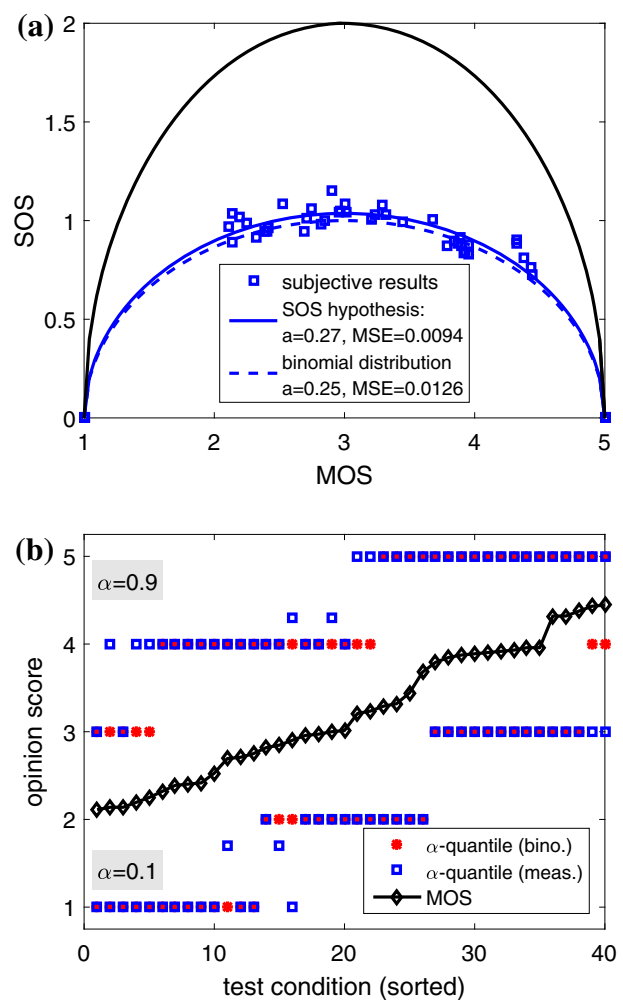 (a)
2
1.5
1
0.5
0
SOS
subjective results
SOS hypothesis:
a=0.27, MSE=0.0094
binomial distribution
a=0.25, MSE=0.0126
1 2 3 4 5
MOS
(b)
5
4
3
2
1
opinion score
α=0.9
α=0.1
α-quantile (bino.)
α-quantile (meas.)
MOS
0 10 20 30 40
test condition (sorted)